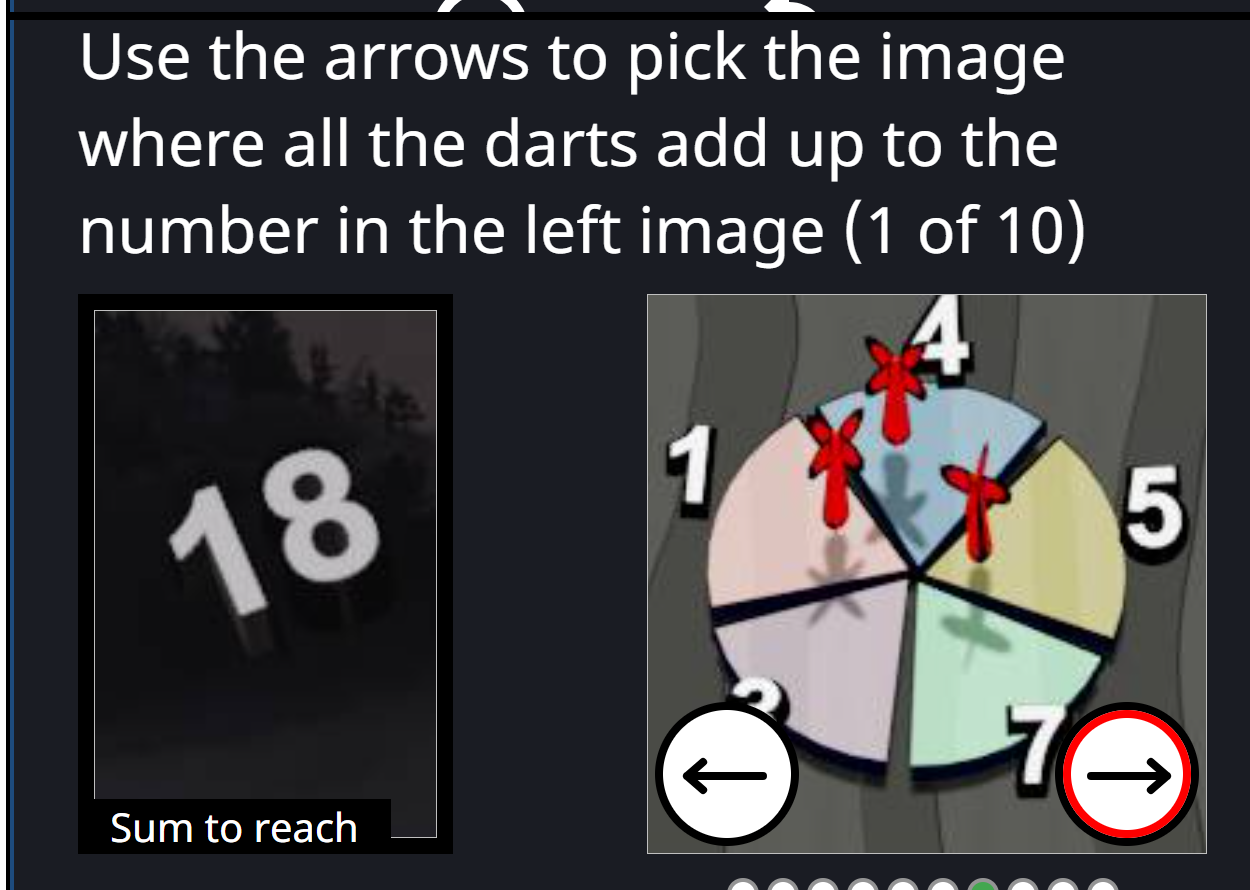 Use the arrows to pick the image
where all the darts add up to the
number in the left image (1 of 10)
18
Sum to reach
4
1
5
7